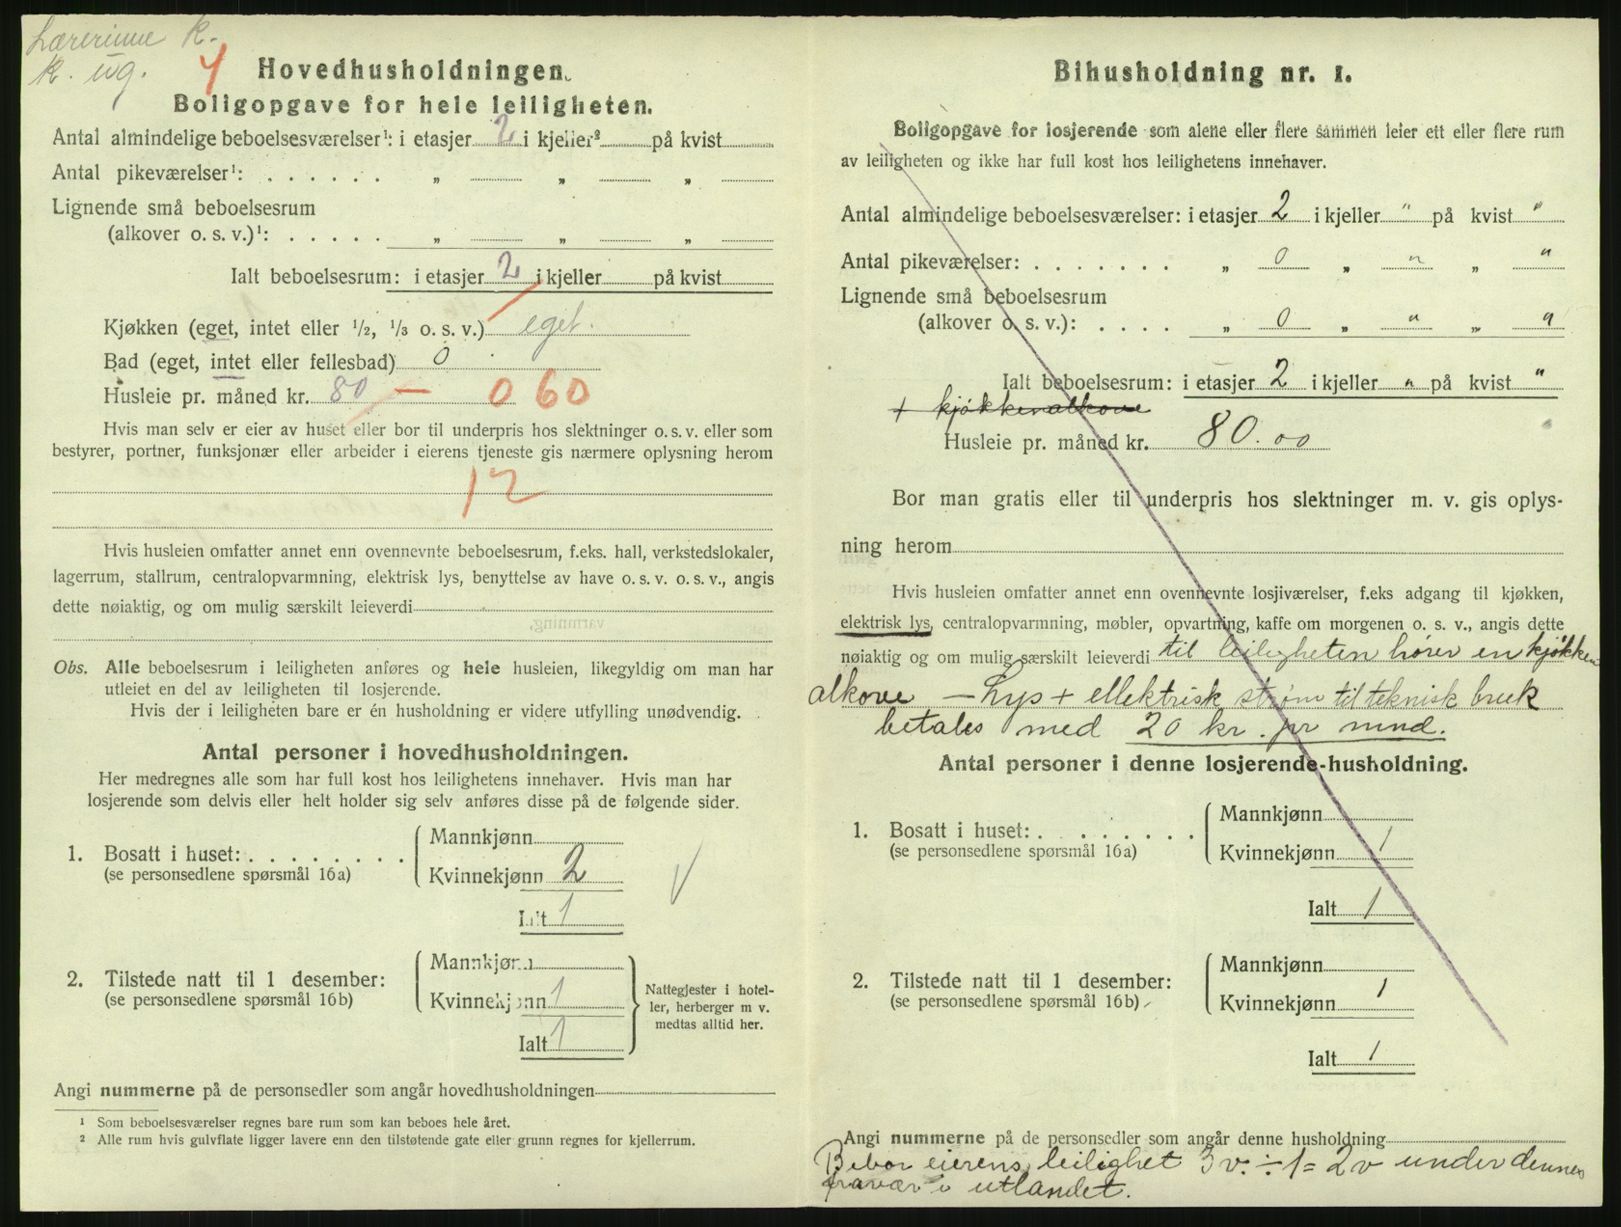 Lærerinne k.
k. ug. 4
Hovedhusholdningen.
Boligopgave for hele leiligheten.
Antal almindelige beboelsesværelser¹: i etasjer 2 i kjeller² på kvist
Antal pikeværelser¹: . . . . . . „ „ „
Lignende små beboelsesrum
(alkover o. s. v.)¹: . . . . . „ „ „
Ialt beboelsesrum: i etasjer 2 i kjeller på kvist
Kjøkken (eget, intet eller 1/2, 1/3 o. s. v.) eget.
Bad (eget, intet eller fellesbad) 0
Husleie pr. måned kr. 80 — 0 60
Hvis man selv er eier av huset eller bor til underpris hos slektninger o. s. v. eller som
bestyrer, portner, funksjonær eller arbeider i eierens tjeneste gis nærmere oplysning herom
12
Hvis husleien omfatter annet enn ovennevnte beboelsesrum, f.eks. hall, verkstedslokaler,
lagerrum, stallrum, centralopvarmning, elektrisk lys, benyttelse av have o. s. v. o. s. v., angis
dette nøiaktig, og om mulig særskilt leieverdi
Obs. Alle beboelsesrum i leiligheten anføres og hele husleien, likegyldig om man har
utleiet en del av leiligheten til losjerende.
Hvis der i leiligheten bare er én husholdning er videre utfylling unødvendig.
Antal personer i hovedhusholdningen.
Her medregnes alle som har full kost hos leilighetens innehaver. Hvis man har
losjerende som delvis eller helt holder sig selv anføres disse på de følgende sider.
Mannkjønn
1. Bosatt i huset: . . . . . . . .
(se personsedlene spørsmål 16a)
Kvinnekjønn 2
Ialt 1
Mannkjønn
2. Tilstede natt til 1 desember:
(se personsedlene spørsmål 16b)
Kvinnekjønn 1
Ialt 1
Nattegjester i hotel-
ler, herberger m v.
medtas alltid her.
Angi nummerne på de personsedler som angår hovedhusholdningen
¹ Som beboelsesværelser regnes bare rum som kan beboes hele året.
² Alle rum hvis gulvflate ligger lavere enn den tilstøtende gate eller grunn regnes for kjellerrum.
Bihusholdning nr. 1.
Boligopgave for losjerende som alene eller flere sammen leier ett eller flere rum
av leiligheten og ikke har full kost hos leilighetens innehaver.
Antal almindelige beboelsesværelser: i etasjer 2 i kjeller " på kvist "
Antal pikeværelser: . . . . . . . „ 0 „ " „ "
Lignende små beboelsesrum
(alkover o. s. v.): . . . . „ 0 „ " „ "
Ialt beboelsesrum: i etasjer 2 i kjeller " på kvist "
+ kjøkkenalkove
Husleie pr. måned kr. 80.00
Bor man gratis eller til underpris hos slektninger m. v. gis oplys-
ning herom
Hvis husleien omfatter annet enn ovennevnte losjiværelser, f.eks adgang til kjøkken,
elektrisk lys, centralopvarmning, møbler, opvartning, kaffe om morgenen o. s. v., angis dette
nøiaktig og om mulig særskilt leieverdi til leiligheten hører en kjøkken
alkove — Lys + ellektrisk strøm til teknisk bruk
betales med 20 kr. pr mnd.
Antal personer i denne losjerende-husholdning.
Mannkjønn
1. Bosatt i huset: . . . . . . . .
(se personsedlene spørsmål 16a)
Kvinnekjønn 1
Ialt 1
Mannkjønn
2. Tilstede natt til 1 desember:
(se personsedlene spørsmål 16b)
Kvinnekjønn 1
Ialt 1
Angi nummerne på de personsedler som angår denne husholdning
Bebor eierens leilighet 3 v. ÷ 1 = 2 v under dennes
fravær i utlandet.